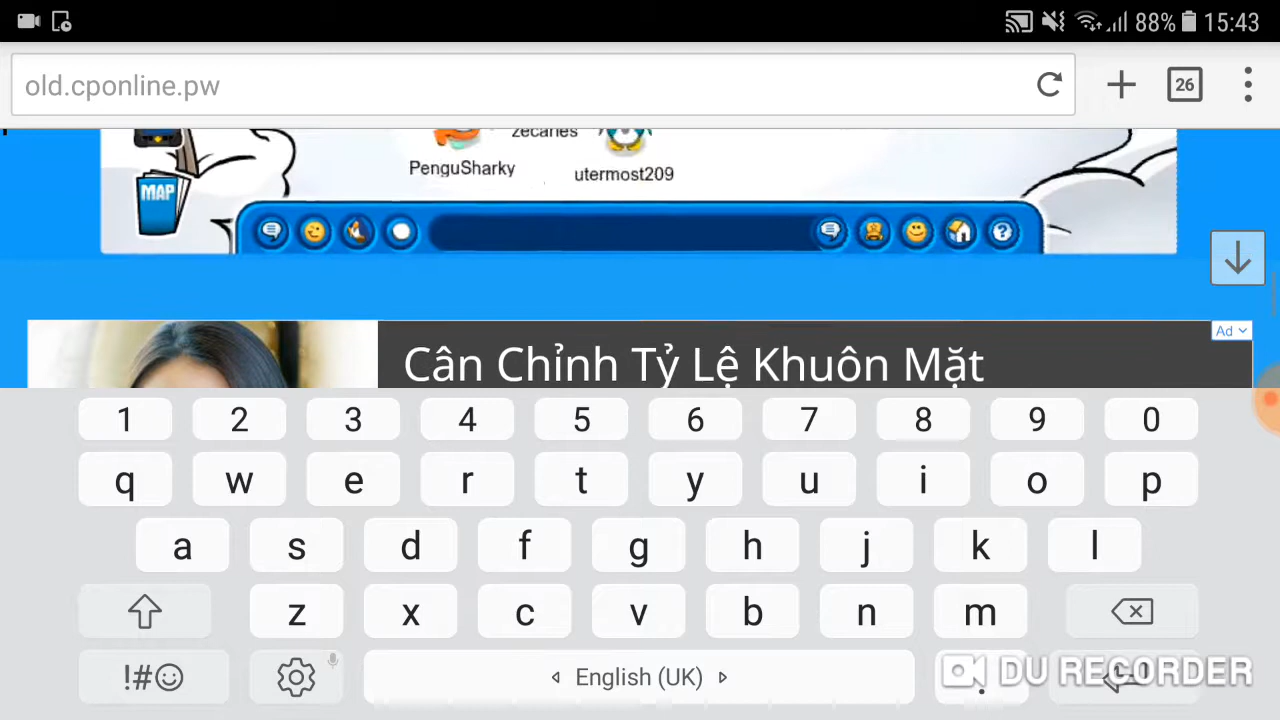 88% 15:43
old.cponline.pw 26
zecaries
PenguSharky utermost209
MAP
Ad
Cân Chỉnh Tỷ Lệ Khuôn Mặt
1 2 3 4 5 6 7 8 9 0
q w e r t y u i o p
a s d f g h j k l
z x c v b n m
!#☺ English (UK) .
DU RECORDER